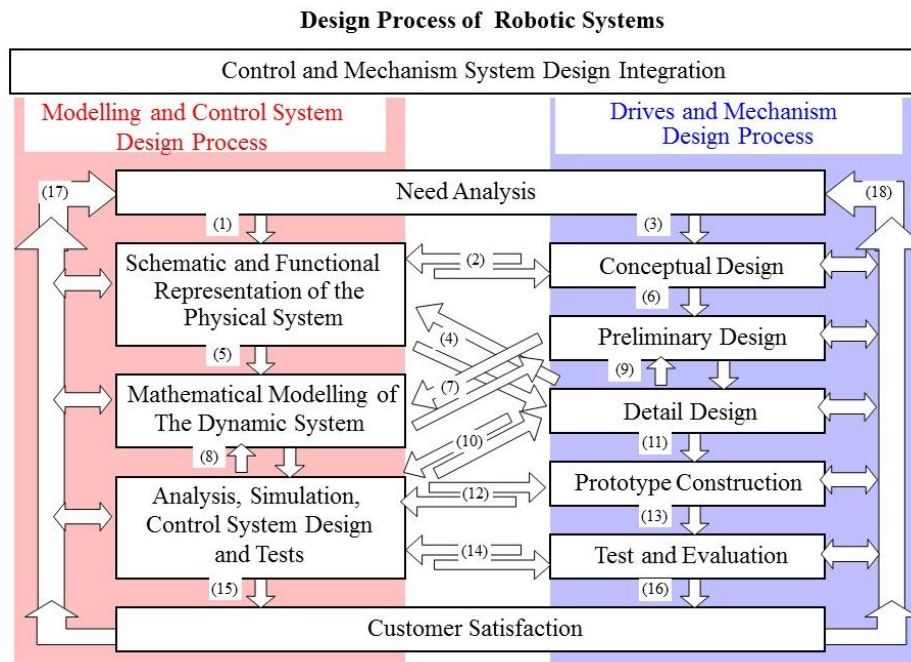 Design Process of Robotic Systems
Control and Mechanism System Design Integration
Modelling and Control System
Design Process
Drives and Mechanism
Design Process
(17)
Need Analysis
(18)
(1)
(3)
Schematic and Functional
Representation of the
Physical System
(2)
Conceptual Design
(6)
(4)
Preliminary Design
(5)
(7)
(9)
Mathematical Modelling of
The Dynamic System
Detail Design
(8)
(10)
(11)
Analysis, Simulation,
Control System Design
and Tests
(12)
Prototype Construction
(13)
(14)
Test and Evaluation
(15)
(16)
Customer Satisfaction